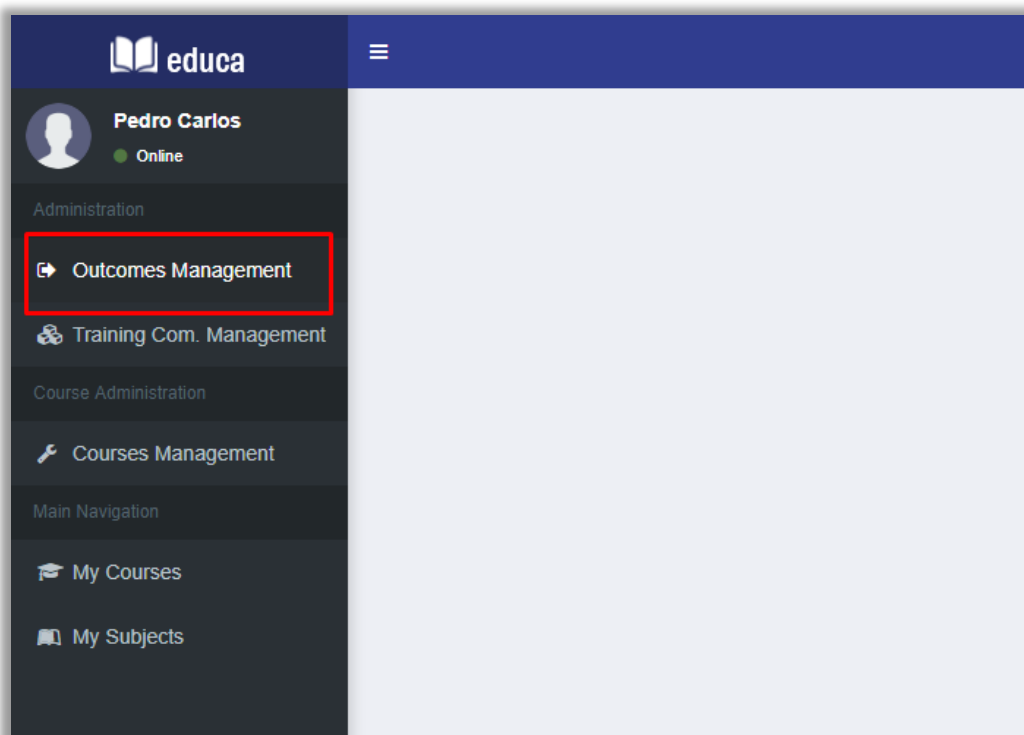 educa
Pedro Carlos
Online
Administration
Outcomes Management
Training Com. Management
Course Administration
Courses Management
Main Navigation
My Courses
My Subjects